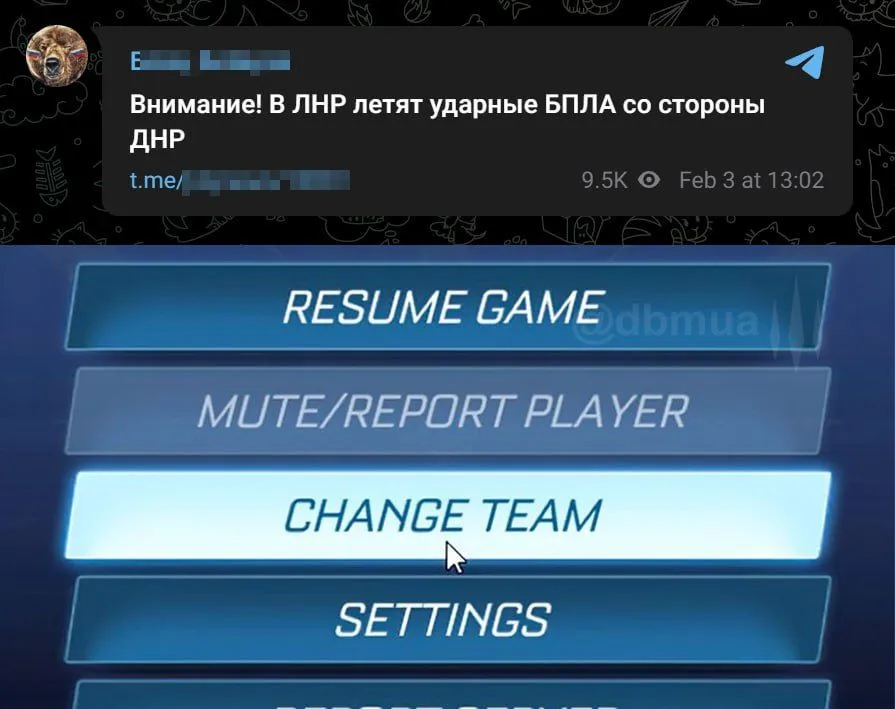 Внимание! В ЛНР летят ударные БПЛА со стороны
ДНР
t.me/
9.5K Feb 3 at 13:02
RESUME GAME
@dbmua
MUTE/REPORT PLAYER
CHANGE TEAM
SETTINGS